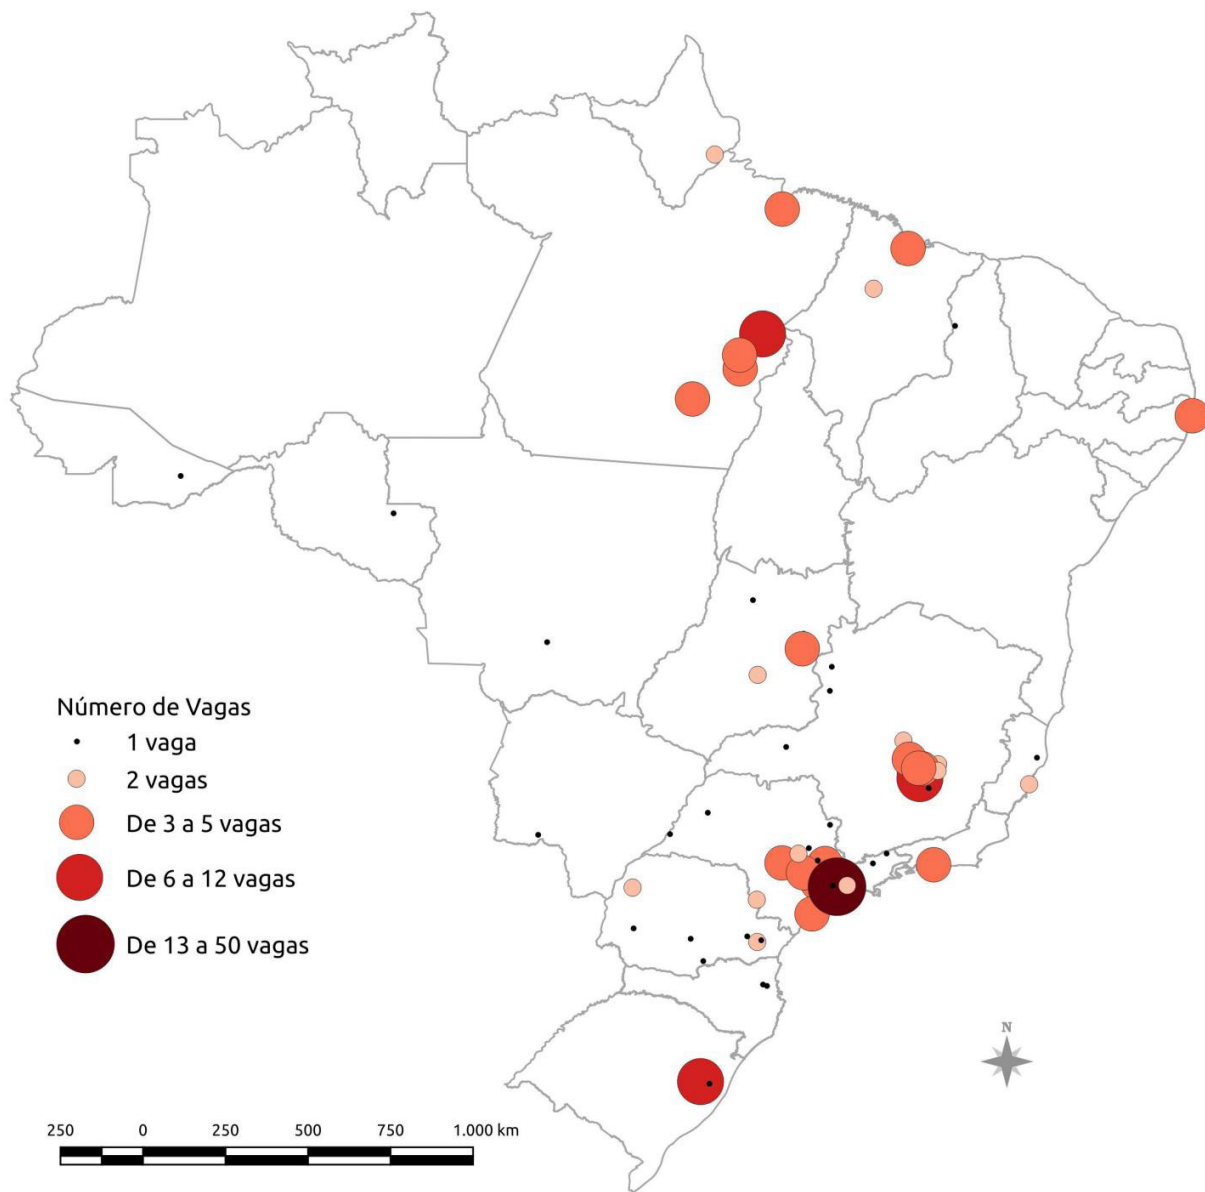 Número de Vagas
1 vaga
2 vagas
De 3 a 5 vagas
De 6 a 12 vagas
De 13 a 50 vagas
N
250 0 250 500 750 1.000 km